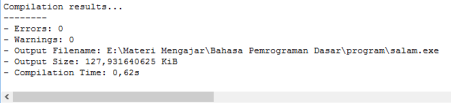 Compilation results...
--------
- Errors: 0
- Warnings: 0
- Output Filename: E:\Materi Mengajar\Bahasa Pemrograman Dasar\program\salam.exe
- Output Size: 127,931640625 KiB
- Compilation Time: 0,62s